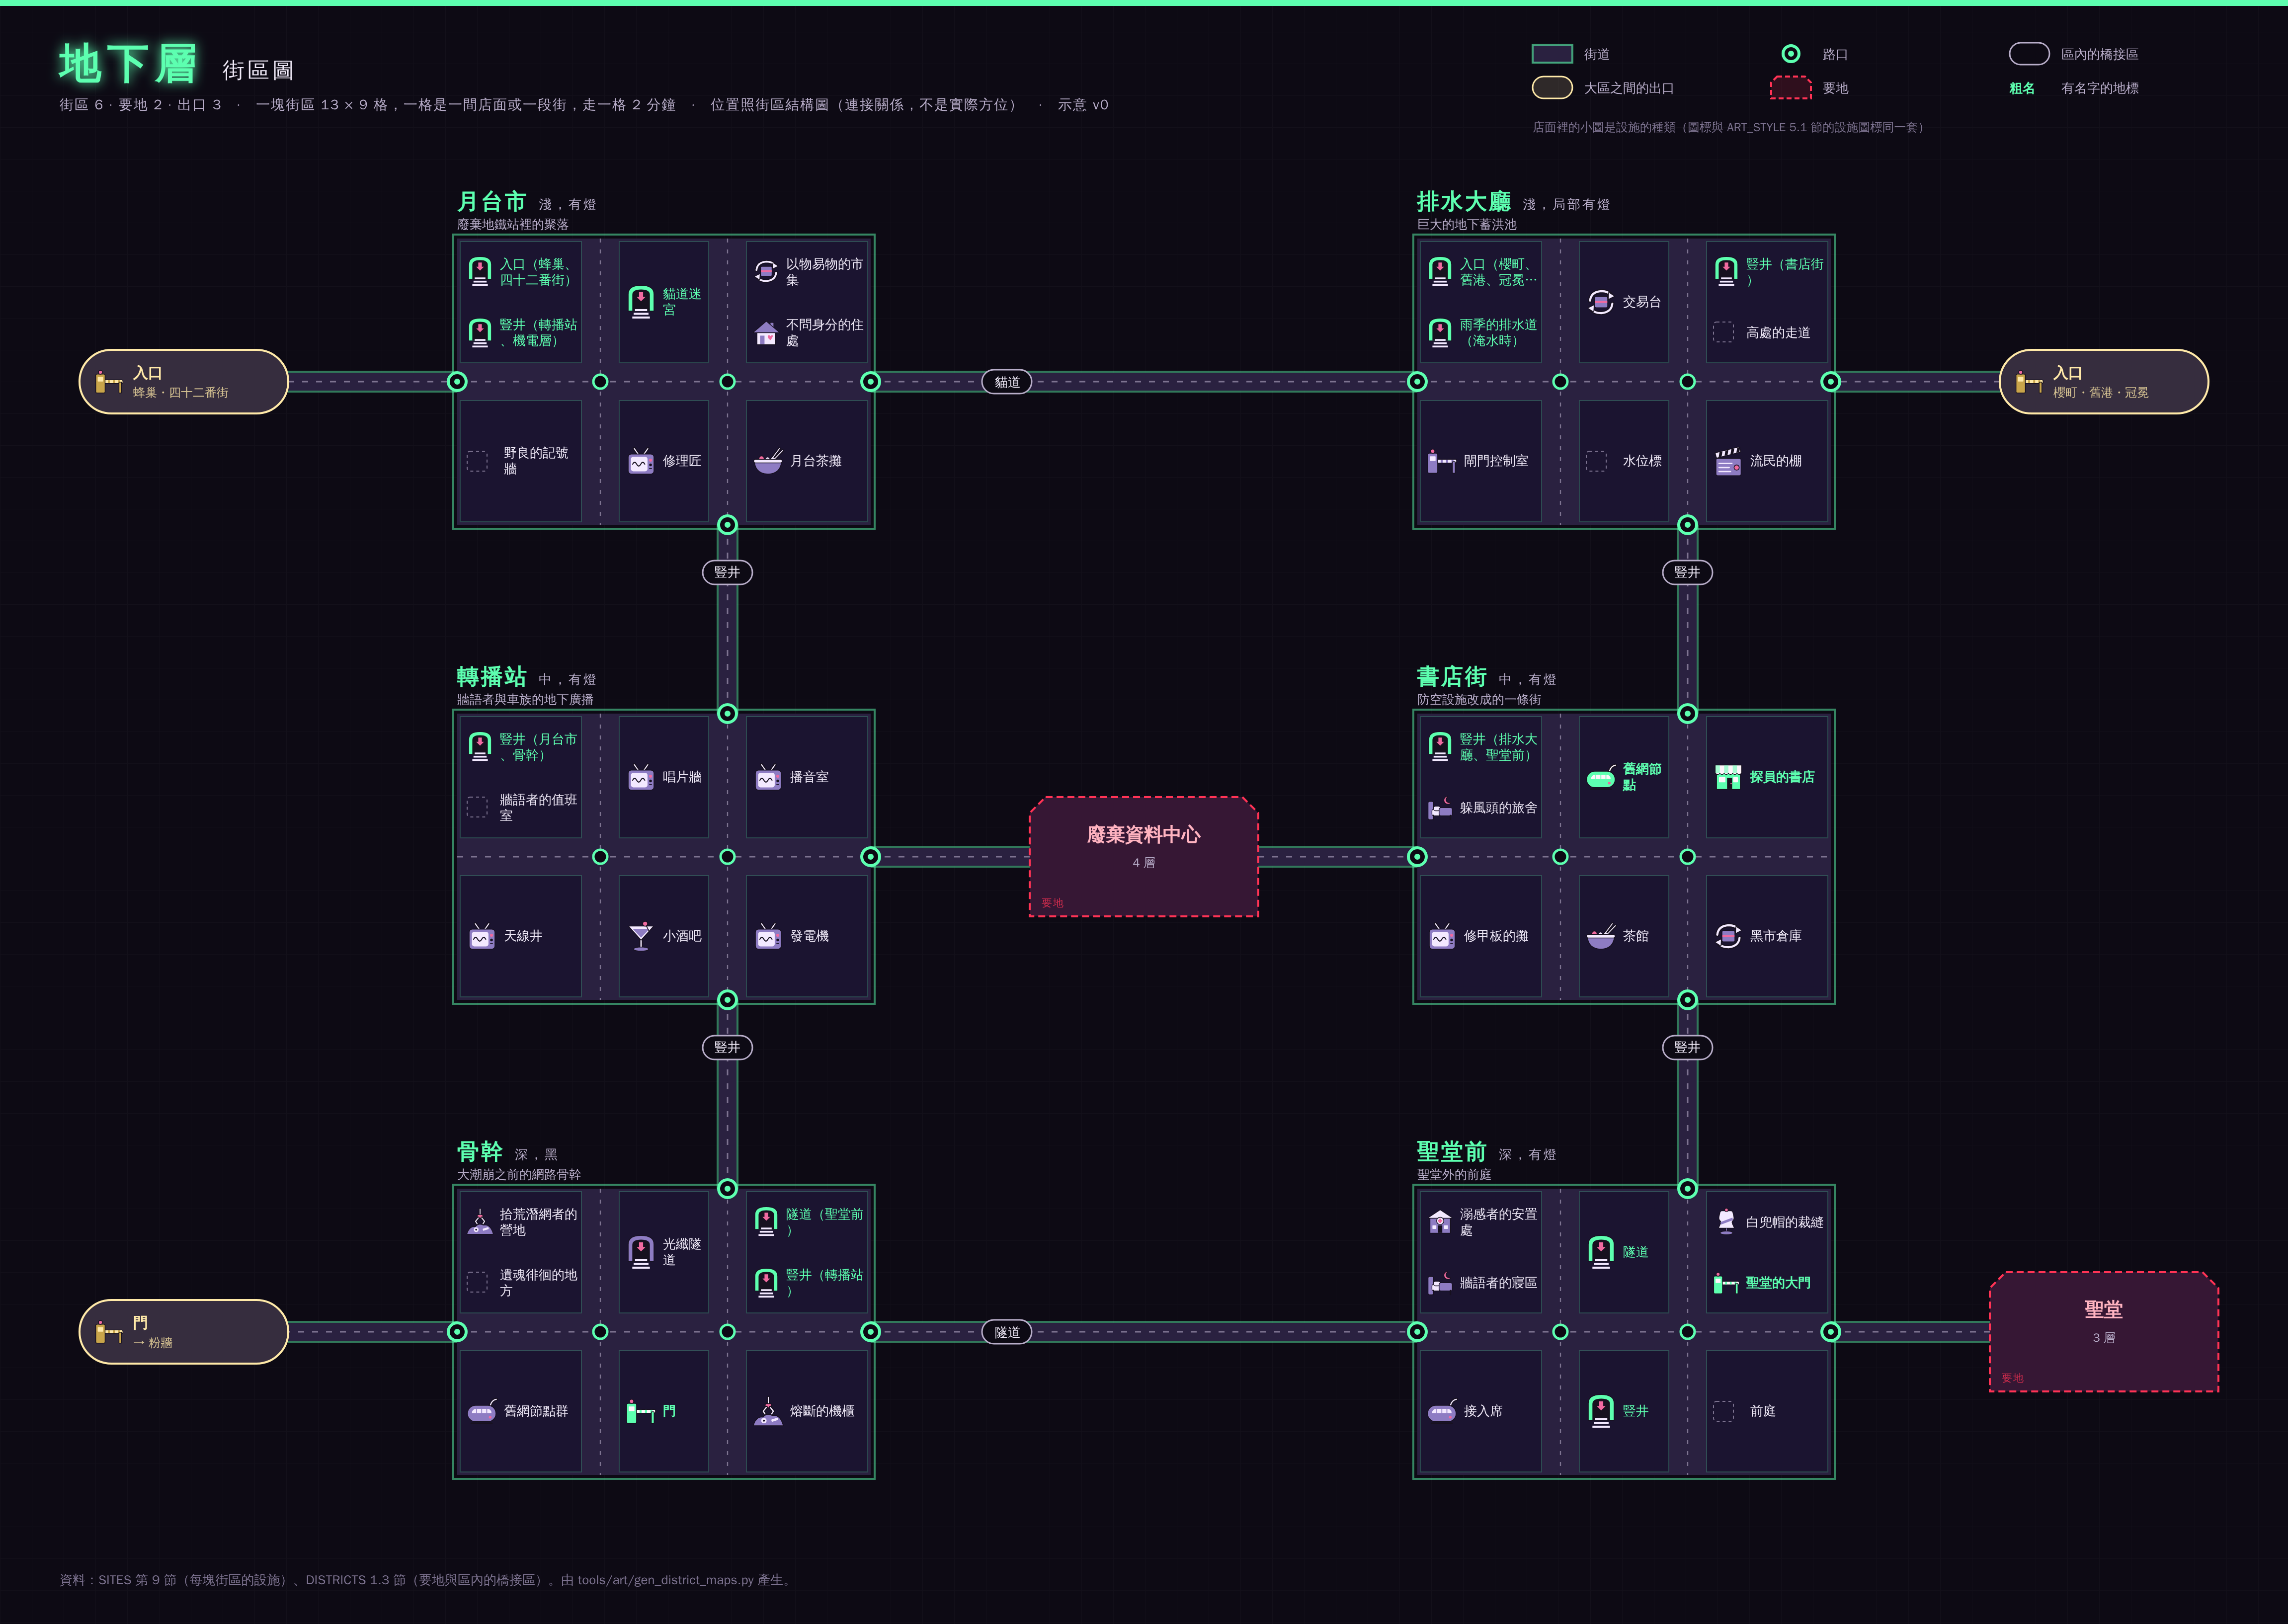 地下層 街區圖
街區 6 · 要地 2 · 出口 3 · 一塊街區 13 × 9 格，一格是一間店面或一段街，走一格 2 分鐘 · 位置照街區結構圖（連接關係，不是實際方位） · 示意 v0
街道
路口
區內的橋接區
大區之間的出口
要地
粗名 有名字的地標
店面裡的小圖是設施的種類（圖標與 ART_STYLE 5.1 節的設施圖標同一套）
月台市 淺，有燈
廢棄地鐵站裡的聚落
入口（蜂巢、
四十二番街）
豎井（轉播站
、機電層）
貓道迷
宮
以物易物的市
集
不問身分的住
處
野良的記號
牆
修理匠
月台茶攤
入口
蜂巢・四十二番街
貓道
排水大廳 淺，局部有燈
巨大的地下蓄洪池
入口（櫻町、
舊港、冠冕…
雨季的排水道
（淹水時）
交易台
豎井（書店街
）
高處的走道
閘門控制室
水位標
流民的棚
入口
櫻町・舊港・冠冕
豎井
豎井
轉播站 中，有燈
牆語者與車族的地下廣播
豎井（月台市
、骨幹）
牆語者的值班
室
唱片牆
播音室
天線井
小酒吧
發電機
廢棄資料中心
4 層
要地
書店街 中，有燈
防空設施改成的一條街
豎井（排水大
廳、聖堂前）
躲風頭的旅舍
舊網節
點
探員的書店
修甲板的攤
茶館
黑市倉庫
豎井
豎井
骨幹 深，黑
大潮崩之前的網路骨幹
拾荒潛網者的
營地
遺魂徘徊的地
方
光纖隧
道
隧道（聖堂前
）
豎井（轉播站
）
舊網節點群
門
熔斷的機櫃
門
→ 粉牆
隧道
聖堂前 深，有燈
聖堂外的前庭
溺感者的安置
處
牆語者的寢區
隧道
白兜帽的裁縫
聖堂的大門
接入席
豎井
前庭
聖堂
3 層
要地
資料：SITES 第 9 節（每塊街區的設施）、DISTRICTS 1.3 節（要地與區內的橋接區）。由 tools/art/gen_district_maps.py 產生。